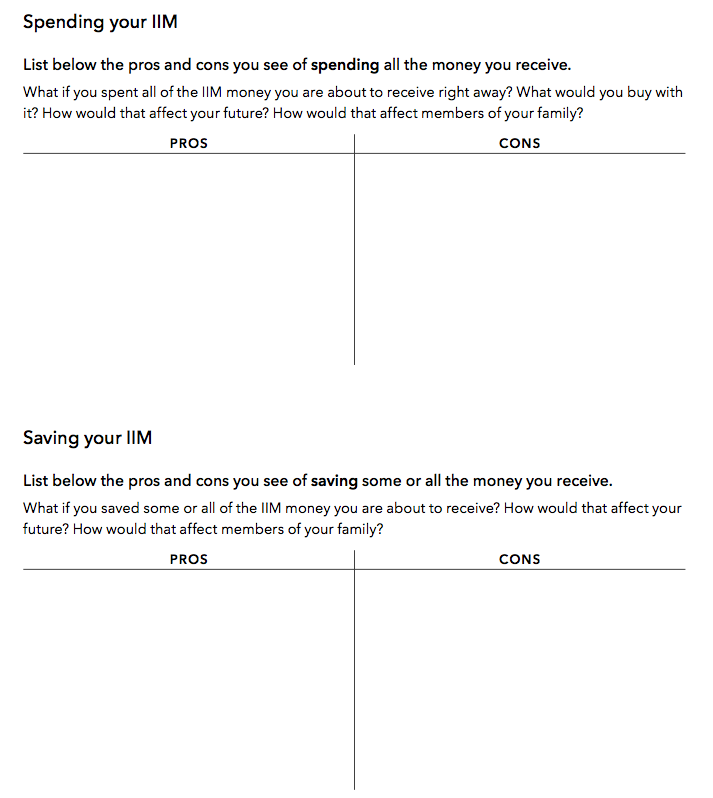 Spending your IIM
List below the pros and cons you see of spending all the money you receive.
What if you spent all of the IIM money you are about to receive right away? What would you buy with
it? How would that affect your future? How would that affect members of your family?
PROS CONS
Saving your IIM
List below the pros and cons you see of saving some or all the money you receive.
What if you saved some or all of the IIM money you are about to receive? How would that affect your
future? How would that affect members of your family?
PROS CONS